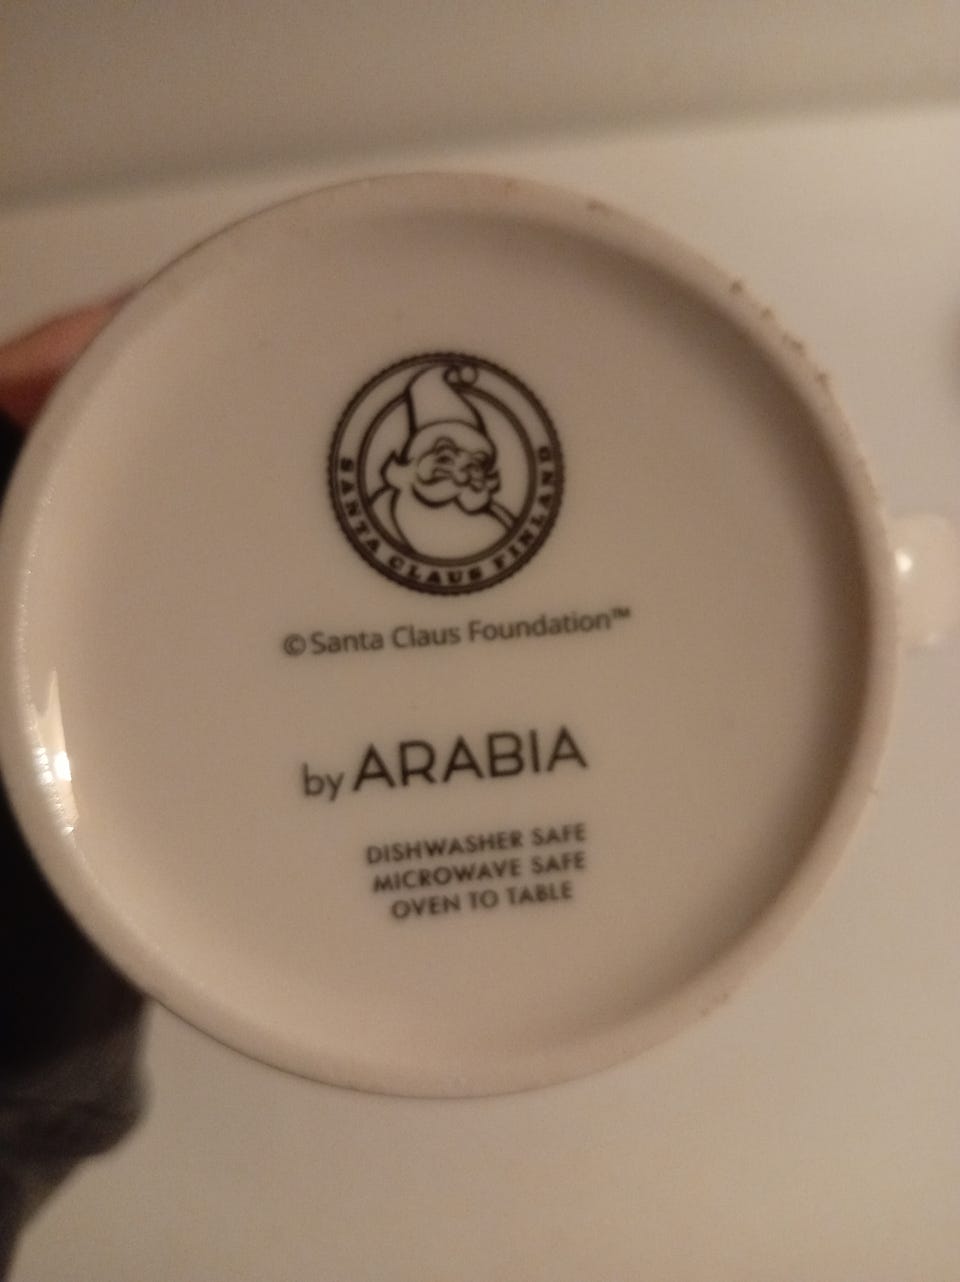 SANTA CLAUS FINLAND
© Santa Claus Foundation™
by ARABIA
DISHWASHER SAFE
MICROWAVE SAFE
OVEN TO TABLE